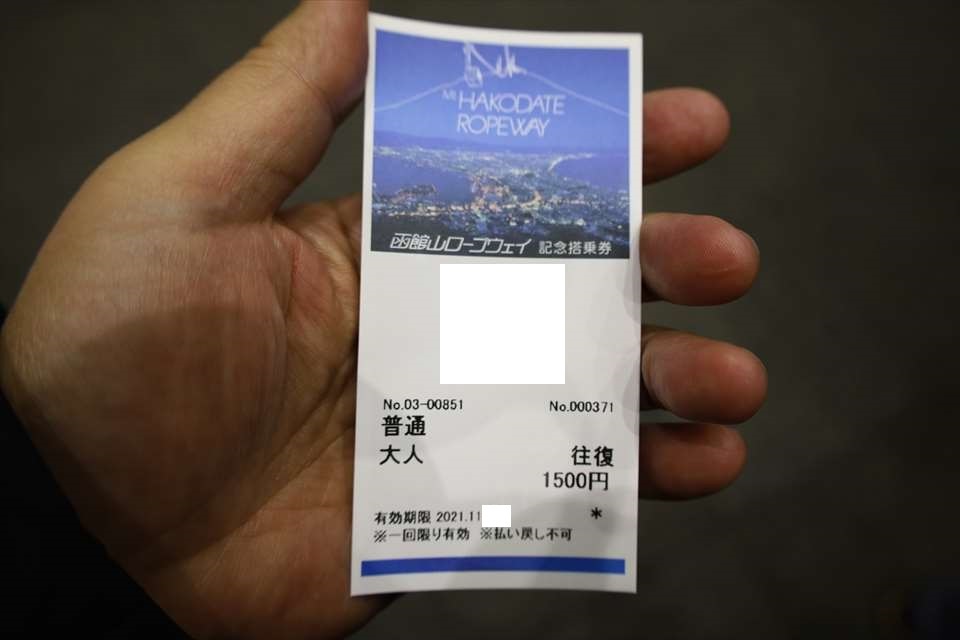 Mt. HAKODATE
ROPEWAY
函館山ロープウェイ 記念搭乗券
No.03-00851 No.000371
普通
大人 往復
1500円
有効期限 2021.11 *
※一回限り有効 ※払い戻し不可